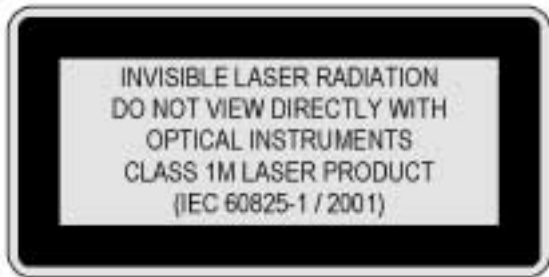 INVISIBLE LASER RADIATION
DO NOT VIEW DIRECTLY WITH
OPTICAL INSTRUMENTS
CLASS 1M LASER PRODUCT
(IEC 60825-1 / 2001)